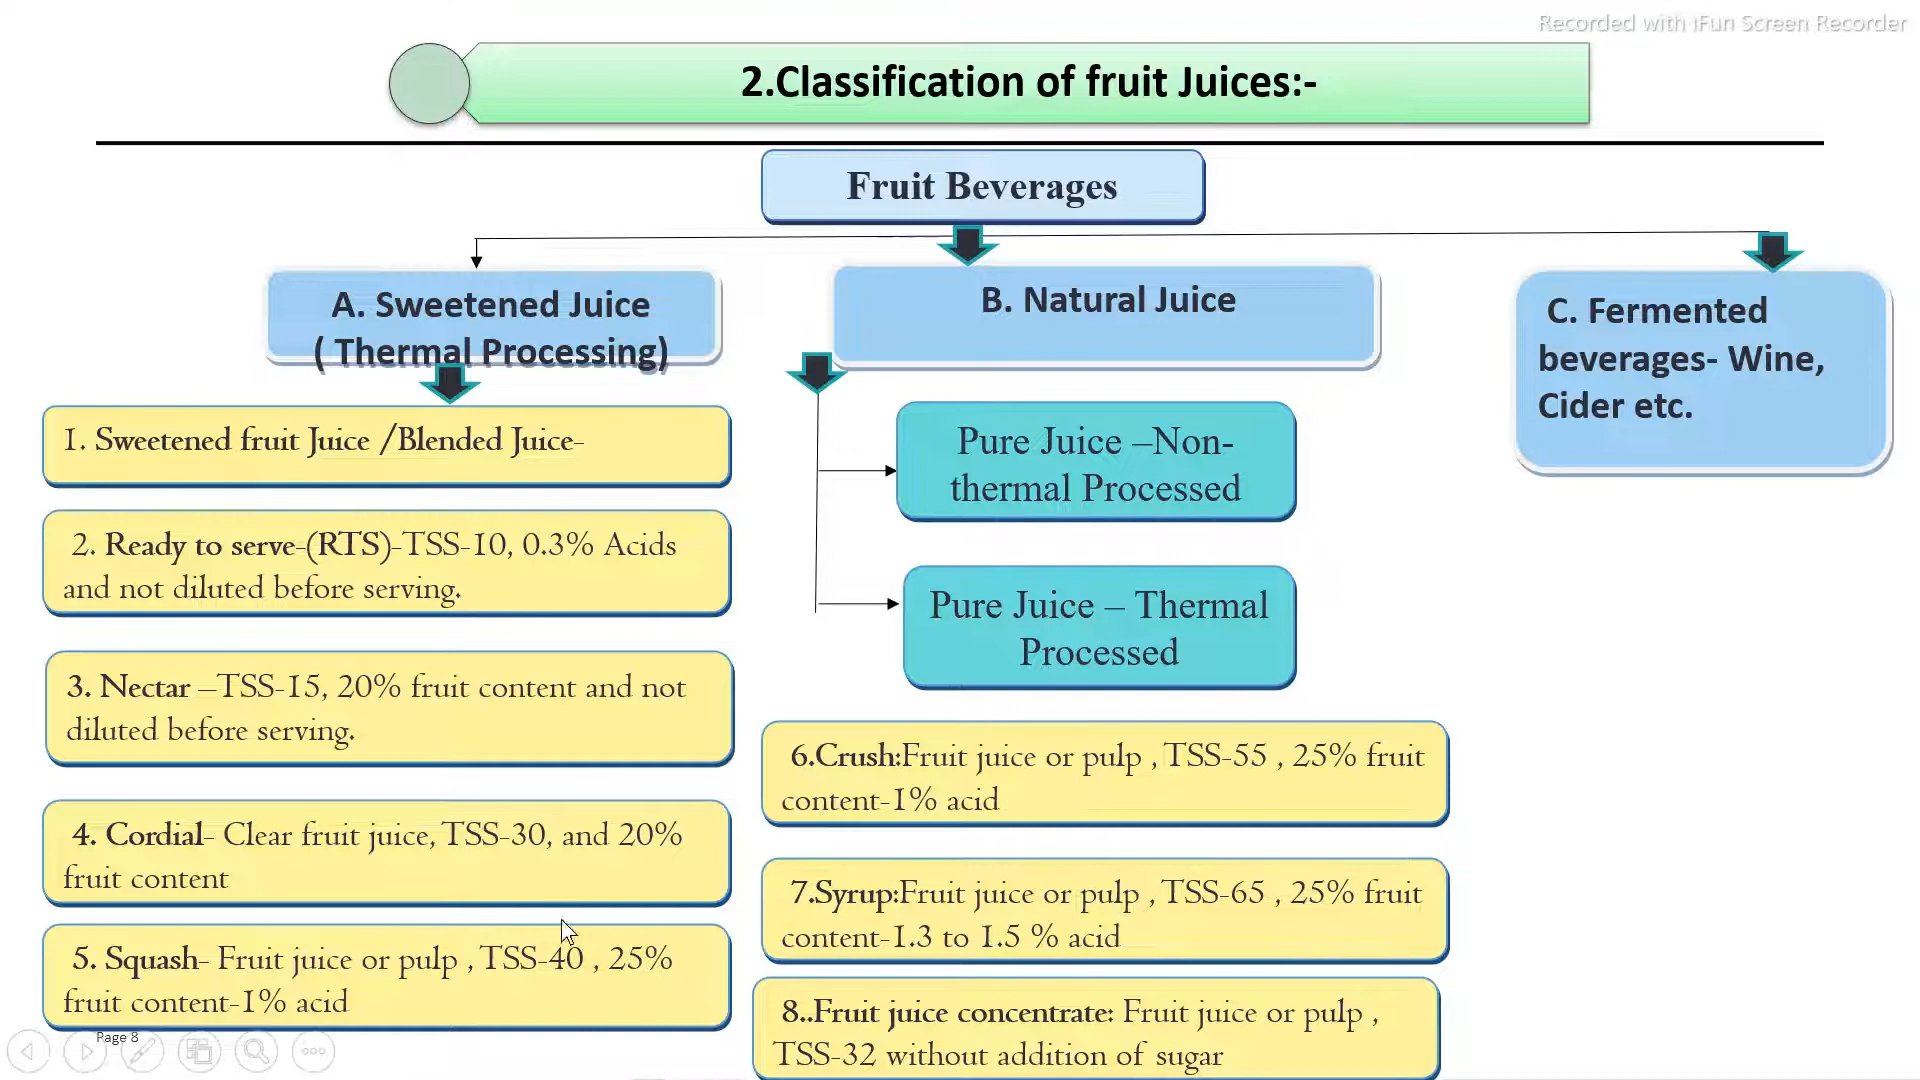 Recorded with iFun Screen Recorder
2.Classification of fruit Juices:-
Fruit Beverages
A. Sweetened Juice
( Thermal Processing)
B. Natural Juice
C. Fermented
beverages- Wine,
Cider etc.
1. Sweetened fruit Juice /Blended Juice-
2. Ready to serve-(RTS)-TSS-10, 0.3% Acids
and not diluted before serving.
3. Nectar –TSS-15, 20% fruit content and not
diluted before serving.
4. Cordial- Clear fruit juice, TSS-30, and 20%
fruit content
5. Squash- Fruit juice or pulp , TSS-40 , 25%
fruit content-1% acid
Pure Juice –Non-
thermal Processed
Pure Juice – Thermal
Processed
6.Crush:Fruit juice or pulp , TSS-55 , 25% fruit
content-1% acid
7.Syrup:Fruit juice or pulp , TSS-65 , 25% fruit
content-1.3 to 1.5 % acid
8..Fruit juice concentrate: Fruit juice or pulp ,
TSS-32 without addition of sugar
Page 8